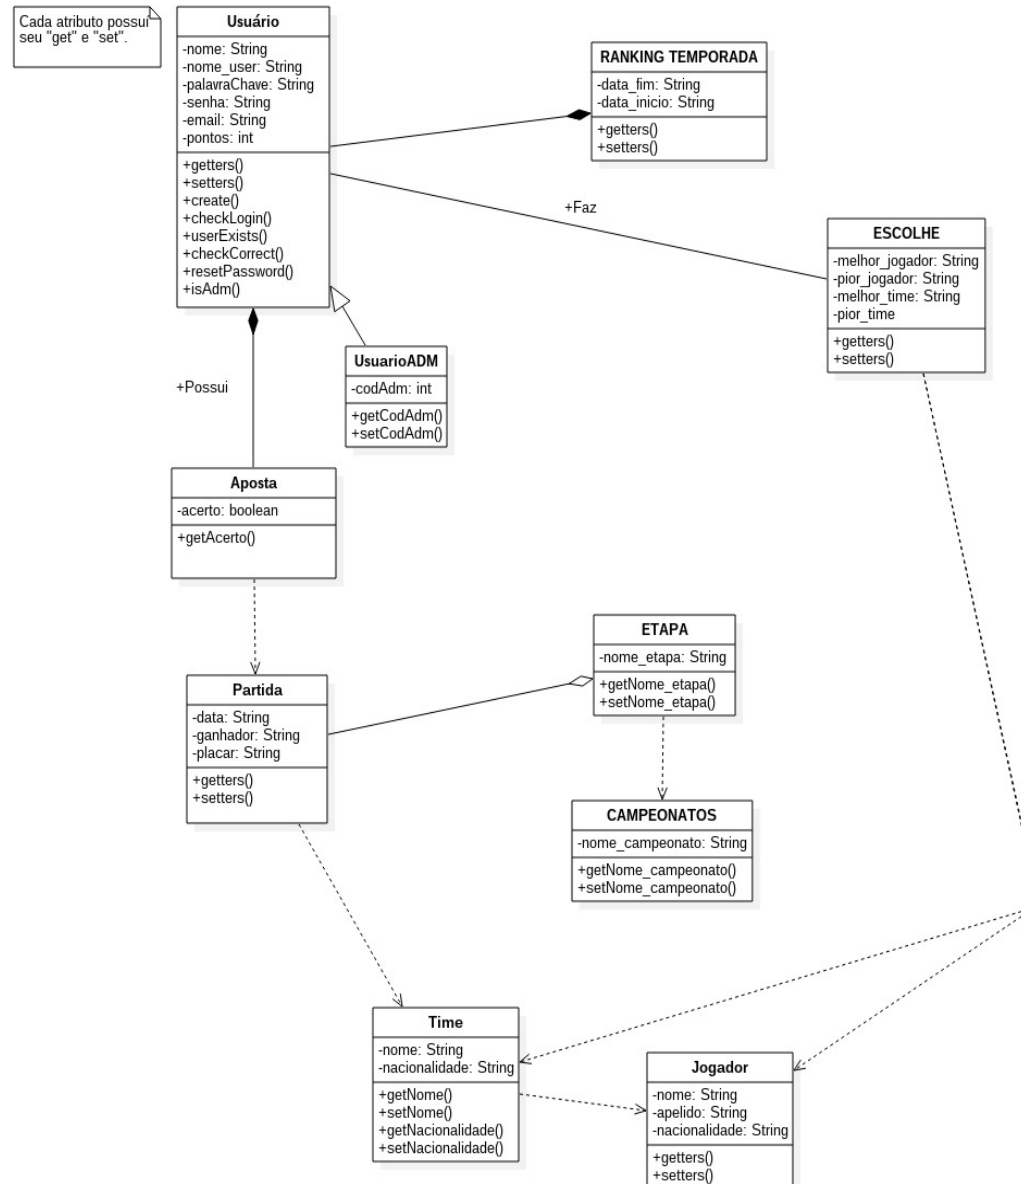 Cada atributo possui
seu "get" e "set".
Usuário
-nome: String
-nome_user: String
-palavraChave: String
-senha: String
-email: String
-pontos: int
+getters()
+setters()
+create()
+checkLogin()
+userExists()
+checkCorrect()
+resetPassword()
+isAdm()
RANKING TEMPORADA
-data_fim: String
-data_inicio: String
+getters()
+setters()
+Faz
ESCOLHE
-melhor_jogador: String
-pior_jogador: String
-melhor_time: String
-pior_time
+getters()
+setters()
UsuarioADM
-codAdm: int
+getCodAdm()
+setCodAdm()
+Possui
Aposta
-acerto: boolean
+getAcerto()
ETAPA
-nome_etapa: String
+getNome_etapa()
+setNome_etapa()
Partida
-data: String
-ganhador: String
-placar: String
+getters()
+setters()
CAMPEONATOS
-nome_campeonato: String
+getNome_campeonato()
+setNome_campeonato()
Time
-nome: String
-nacionalidade: String
+getNome()
+setNome()
+getNacionalidade()
+setNacionalidade()
Jogador
-nome: String
-apelido: String
-nacionalidade: String
+getters()
+setters()